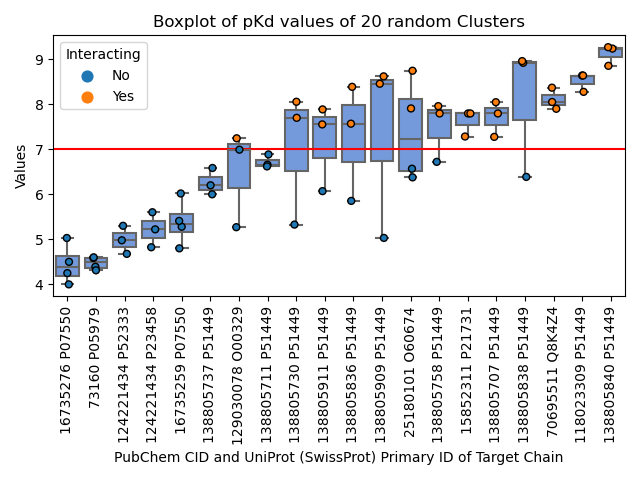 Boxplot of pKd values of 20 random Clusters
Interacting
No
Yes
Values
9
8
7
6
5
4
16735276 P07550
73160 P05979
124221434 P52333
124221434 P23458
16735259 P07550
138805737 P51449
129030078 O00329
138805711 P51449
138805730 P51449
138805911 P51449
138805836 P51449
138805909 P51449
25180101 O60674
138805758 P51449
15852311 P21731
138805707 P51449
138805838 P51449
70695511 Q8K4Z4
118023309 P51449
138805840 P51449
PubChem CID and UniProt (SwissProt) Primary ID of Target Chain